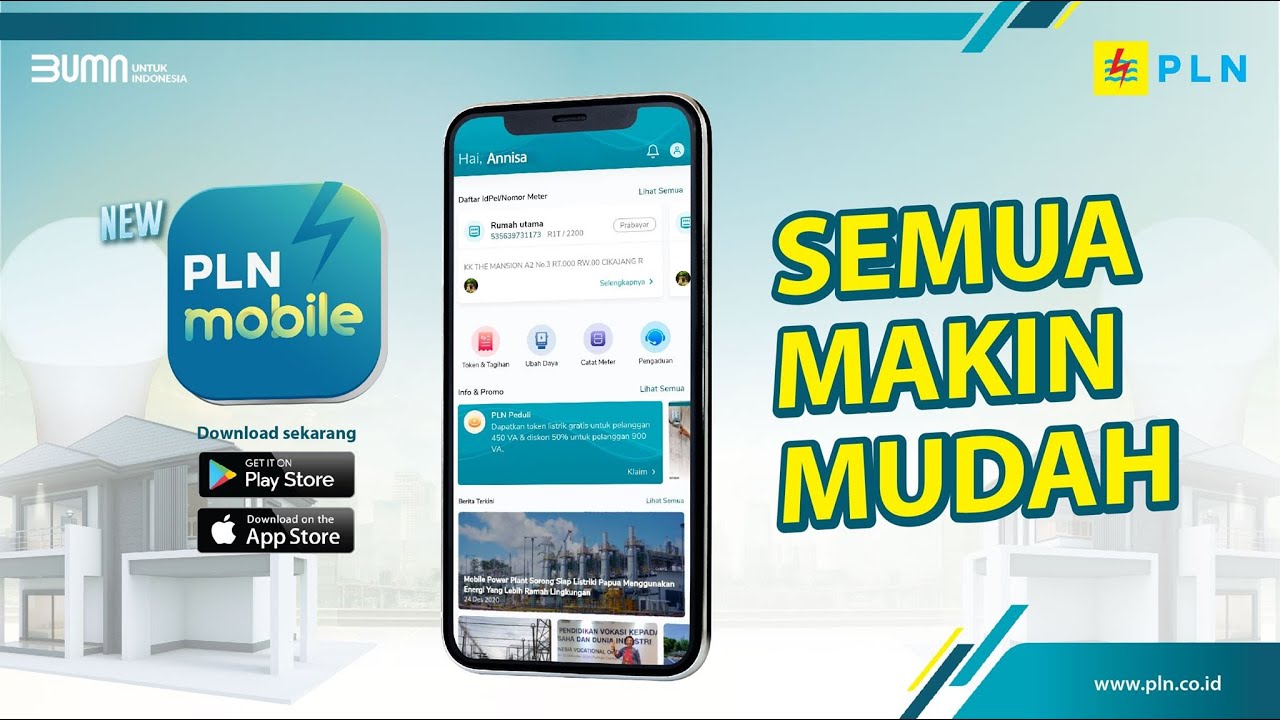 BUMN UNTUK
INDONESIA
PLN
NEW
PLN
mobile
Download sekarang
GET IT ON
Play Store
Download on the
App Store
Hai, Annisa
Daftar IdPel/Nomor Meter
Lihat Semua
Rumah utama
Prabayar
535639731173 R1T / 2200
KK THE MANSION A2 No.3 RT.000 RW.00 CIKAJANG R
Selengkapnya >
Token & Tagihan
Ubah Daya
Catat Meter
Pengaduan
Info & Promo
Lihat Semua
PLN Peduli
Dapatkan token listrik gratis untuk pelanggan
450 VA & diskon 50% untuk pelanggan 900
VA.
Klaim >
Berita Terkini
Lihat Semua
Mobile Power Plant Sorong Siap Listriki Papua Menggunakan
Energi Yang Lebih Ramah Lingkungan
24 Des 2020
PENDIDIKAN VOKASI KEPADA
SAHA DAN DUNIA INDUSTRI
NESIA VOCATIONAL
SEMUA
MAKIN
MUDAH
www.pln.co.id